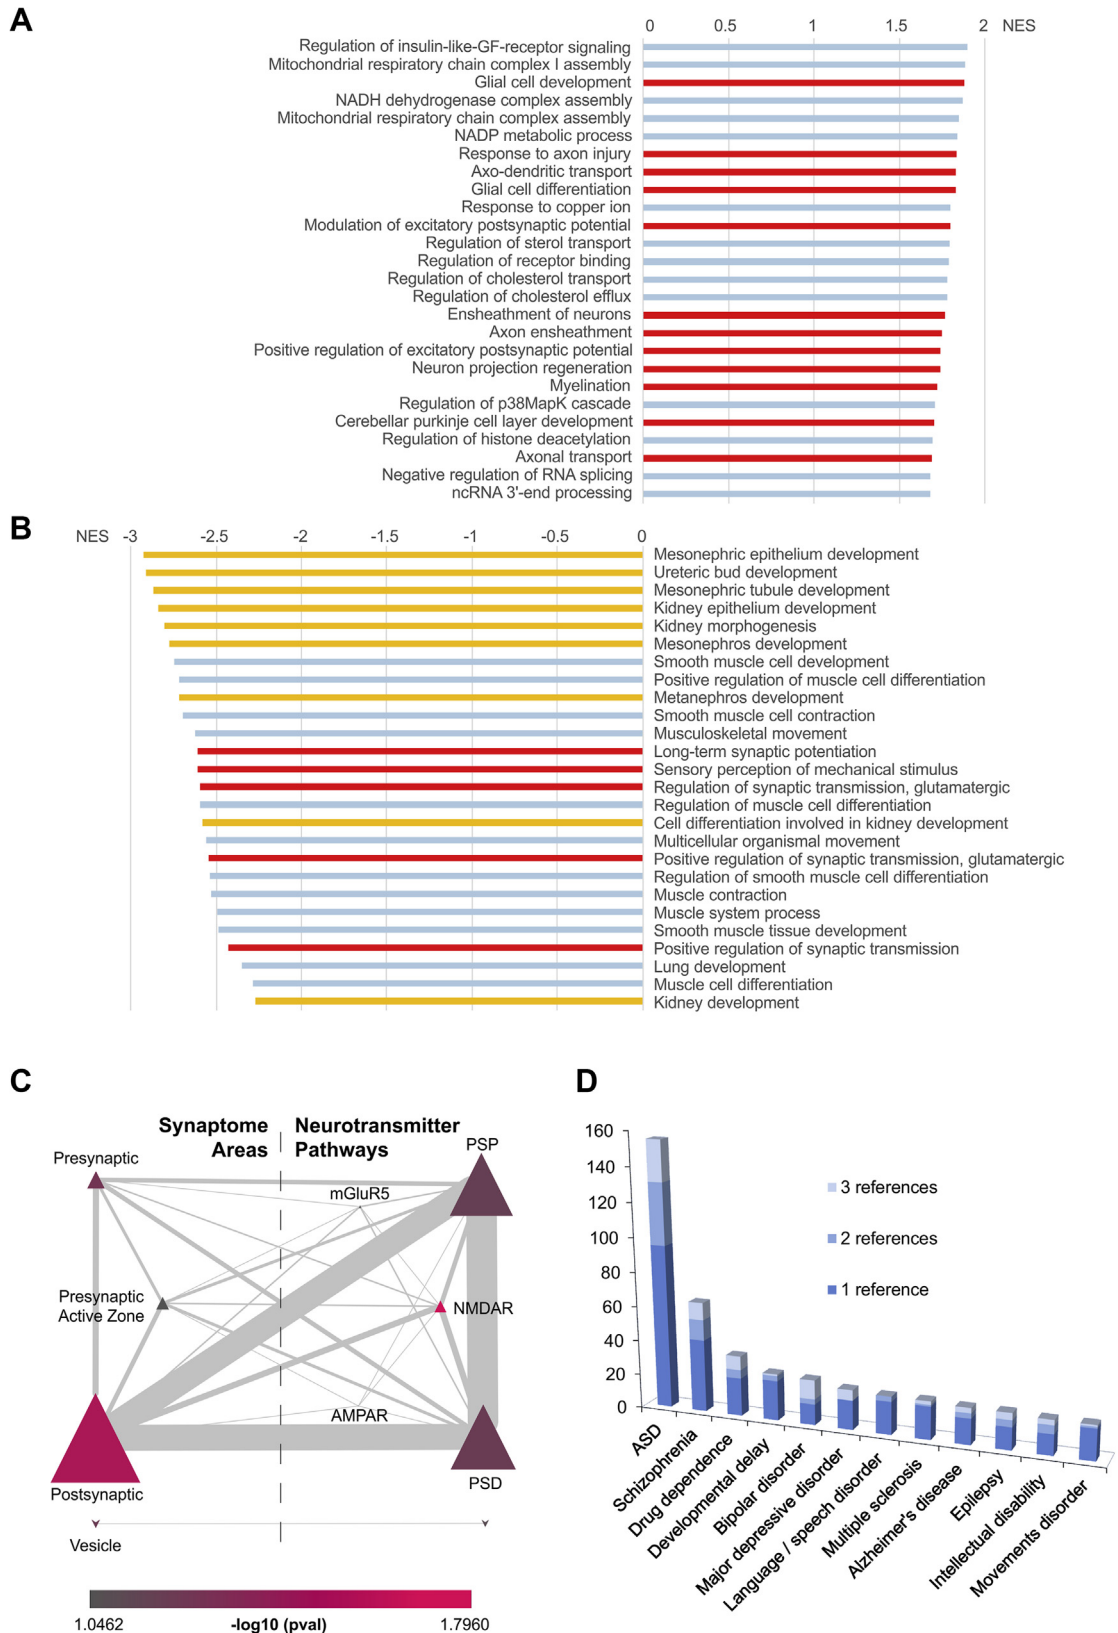 A
0 0.5 1 1.5 2 NES
Regulation of insulin-like-GF-receptor signaling
Mitochondrial respiratory chain complex I assembly
Glial cell development
NADH dehydrogenase complex assembly
Mitochondrial respiratory chain complex assembly
NADP metabolic process
Response to axon injury
Axo-dendritic transport
Glial cell differentiation
Response to copper ion
Modulation of excitatory postsynaptic potential
Regulation of sterol transport
Regulation of receptor binding
Regulation of cholesterol transport
Regulation of cholesterol efflux
Ensheathment of neurons
Axon ensheathment
Positive regulation of excitatory postsynaptic potential
Neuron projection regeneration
Myelination
Regulation of p38MapK cascade
Cerebellar purkinje cell layer development
Regulation of histone deacetylation
Axonal transport
Negative regulation of RNA splicing
ncRNA 3'-end processing
B
NES -3 -2.5 -2 -1.5 -1 -0.5 0
Mesonephric epithelium development
Ureteric bud development
Mesonephric tubule development
Kidney epithelium development
Kidney morphogenesis
Mesonephros development
Smooth muscle cell development
Positive regulation of muscle cell differentiation
Metanephros development
Smooth muscle cell contraction
Musculoskeletal movement
Long-term synaptic potentiation
Sensory perception of mechanical stimulus
Regulation of synaptic transmission, glutamatergic
Regulation of muscle cell differentiation
Cell differentiation involved in kidney development
Multicellular organismal movement
Positive regulation of synaptic transmission, glutamatergic
Regulation of smooth muscle cell differentiation
Muscle contraction
Muscle system process
Smooth muscle tissue development
Positive regulation of synaptic transmission
Lung development
Muscle cell differentiation
Kidney development
C
Synaptome
Areas
Neurotransmitter
Pathways
Presynaptic
PSP
mGluR5
Presynaptic
Active Zone
NMDAR
AMPAR
Postsynaptic
PSD
Vesicle
1.0462 -log10 (pval) 1.7960
D
160
140
120
100
80
60
40
20
0
3 references
2 references
1 reference
ASD
Schizophrenia
Drug dependence
Developmental delay
Bipolar disorder
Major depressive disorder
Language / speech disorder
Multiple sclerosis
Alzheimer's disease
Epilepsy
Intellectual disability
Movements disorder